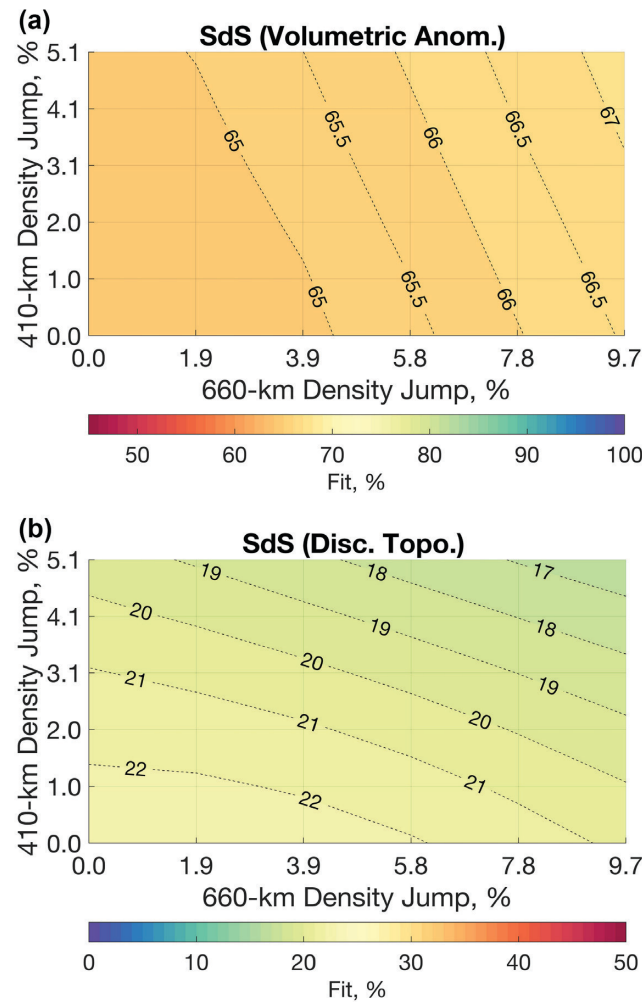 (a)
SdS (Volumetric Anom.)
410-km Density Jump, %
5.1
4.1
3.1
2.0
1.0
0.0
65
65.5
66
66.5
67
65
65.5
66
66.5
0.0 1.9 3.9 5.8 7.8 9.7
660-km Density Jump, %
50 60 70 80 90 100
Fit, %
(b)
SdS (Disc. Topo.)
410-km Density Jump, %
5.1
4.1
3.1
2.0
1.0
0.0
19
18
17
20
19
18
21
20
19
21
20
22
22
21
0.0 1.9 3.9 5.8 7.8 9.7
660-km Density Jump, %
0 10 20 30 40 50
Fit, %